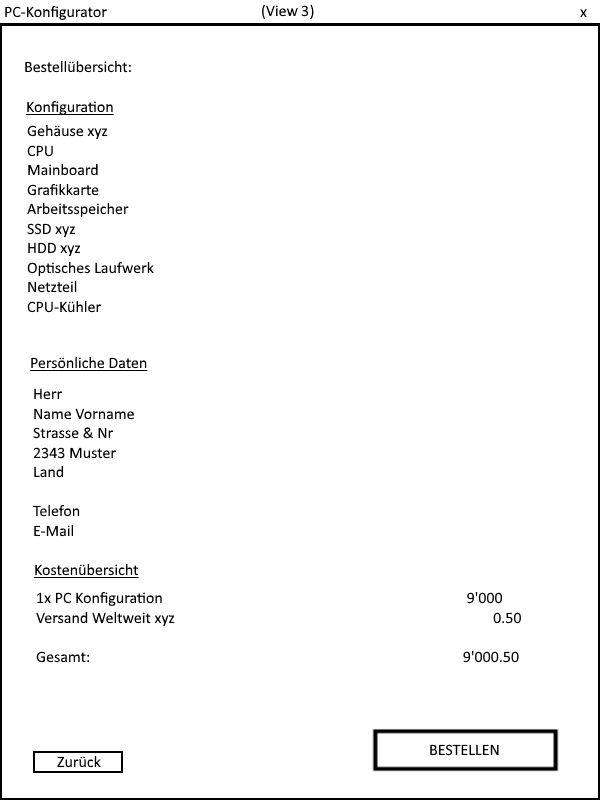 PC-Konfigurator (View 3) x
Bestellübersicht:
Konfiguration
Gehäuse xyz
CPU
Mainboard
Grafikkarte
Arbeitsspeicher
SSD xyz
HDD xyz
Optisches Laufwerk
Netzteil
CPU-Kühler
Persönliche Daten
Herr
Name Vorname
Strasse & Nr
2343 Muster
Land
Telefon
E-Mail
Kostenübersicht
1x PC Konfiguration 9'000
Versand Weltweit xyz 0.50
Gesamt: 9'000.50
Zurück BESTELLEN